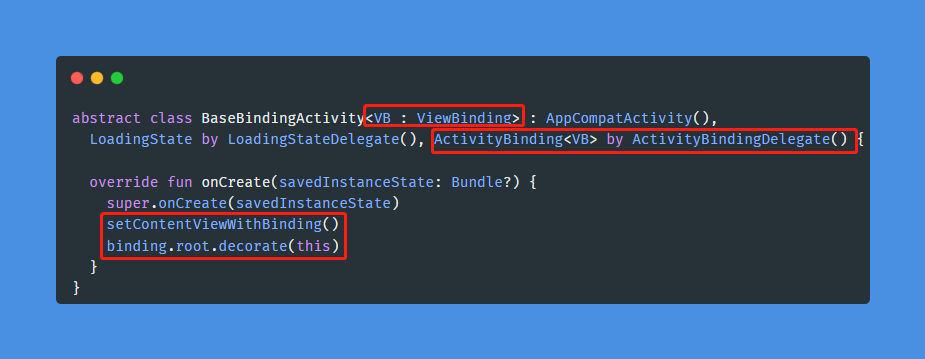 abstract class BaseBindingActivity<VB : ViewBinding> : AppCompatActivity(),
LoadingState by LoadingStateDelegate(), ActivityBinding<VB> by ActivityBindingDelegate() {
override fun onCreate(savedInstanceState: Bundle?) {
super.onCreate(savedInstanceState)
setContentViewWithBinding()
binding.root.decorate(this)
}
}